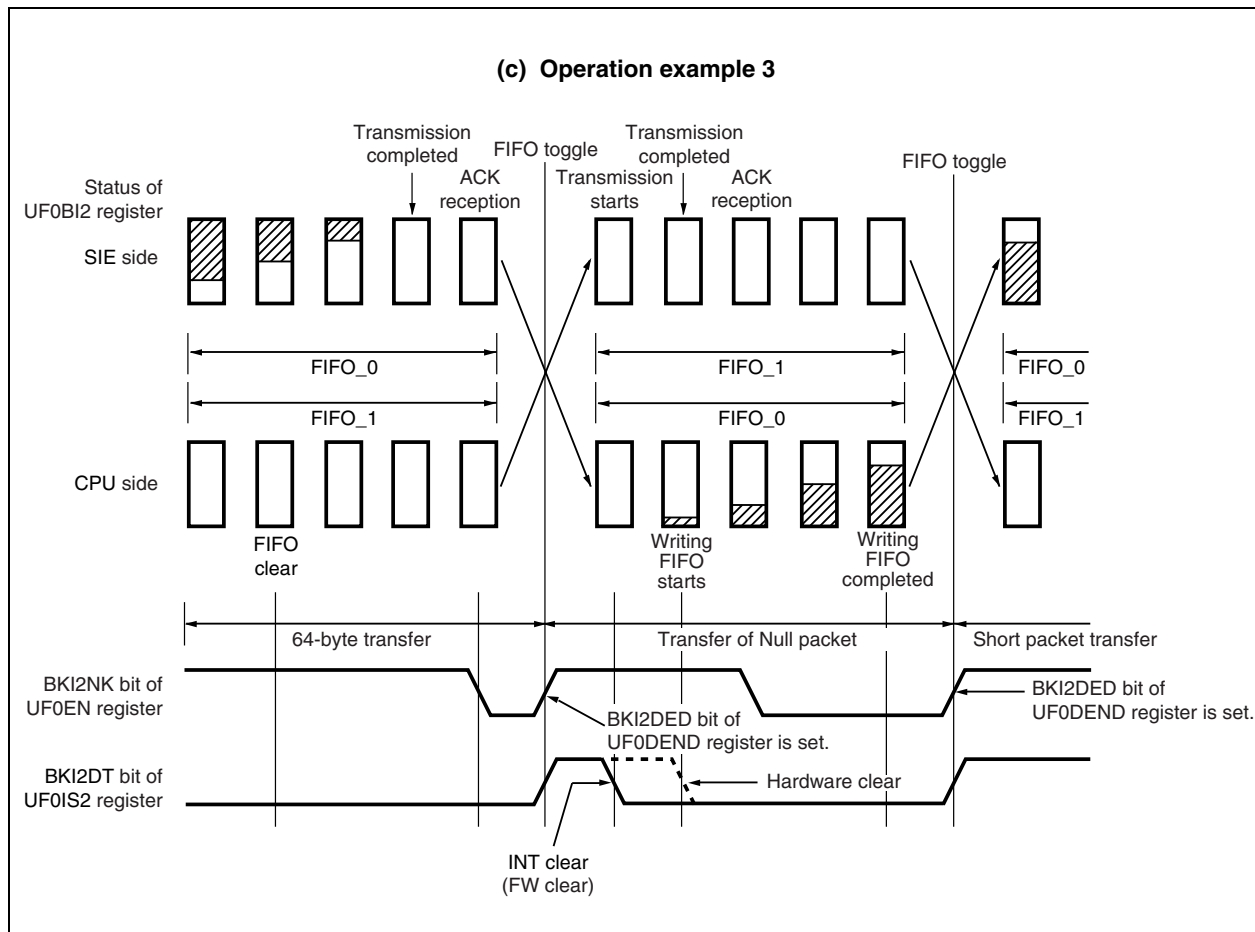 (c) Operation example 3
Transmission
completed
FIFO toggle
Transmission
completed
FIFO toggle
Status of
UF0BI2 register
ACK
reception
Transmission
starts
ACK
reception
SIE side
FIFO_0
FIFO_1
FIFO_0
FIFO_1
FIFO_0
FIFO_1
CPU side
FIFO
clear
Writing
FIFO
starts
Writing
FIFO
completed
64-byte transfer
Transfer of Null packet
Short packet transfer
BKI2NK bit of
UF0EN register
BKI2DED bit of
UF0DEND register is set.
BKI2DED bit of
UF0DEND register is set.
BKI2DT bit of
UF0IS2 register
Hardware clear
INT clear
(FW clear)